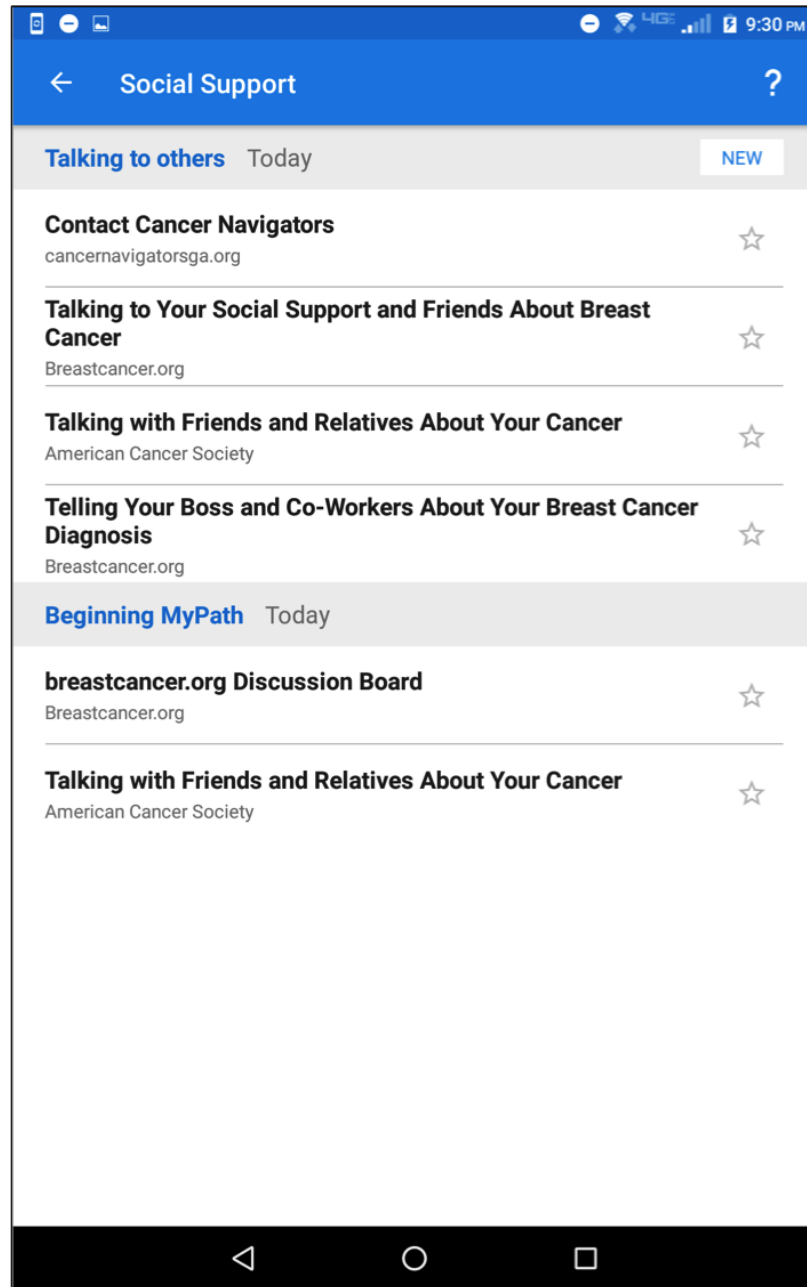 4GE 9:30 PM
Social Support ?
Talking to others Today NEW
Contact Cancer Navigators
cancernavigatorsga.org
Talking to Your Social Support and Friends About Breast
Cancer
Breastcancer.org
Talking with Friends and Relatives About Your Cancer
American Cancer Society
Telling Your Boss and Co-Workers About Your Breast Cancer
Diagnosis
Breastcancer.org
Beginning MyPath Today
breastcancer.org Discussion Board
Breastcancer.org
Talking with Friends and Relatives About Your Cancer
American Cancer Society